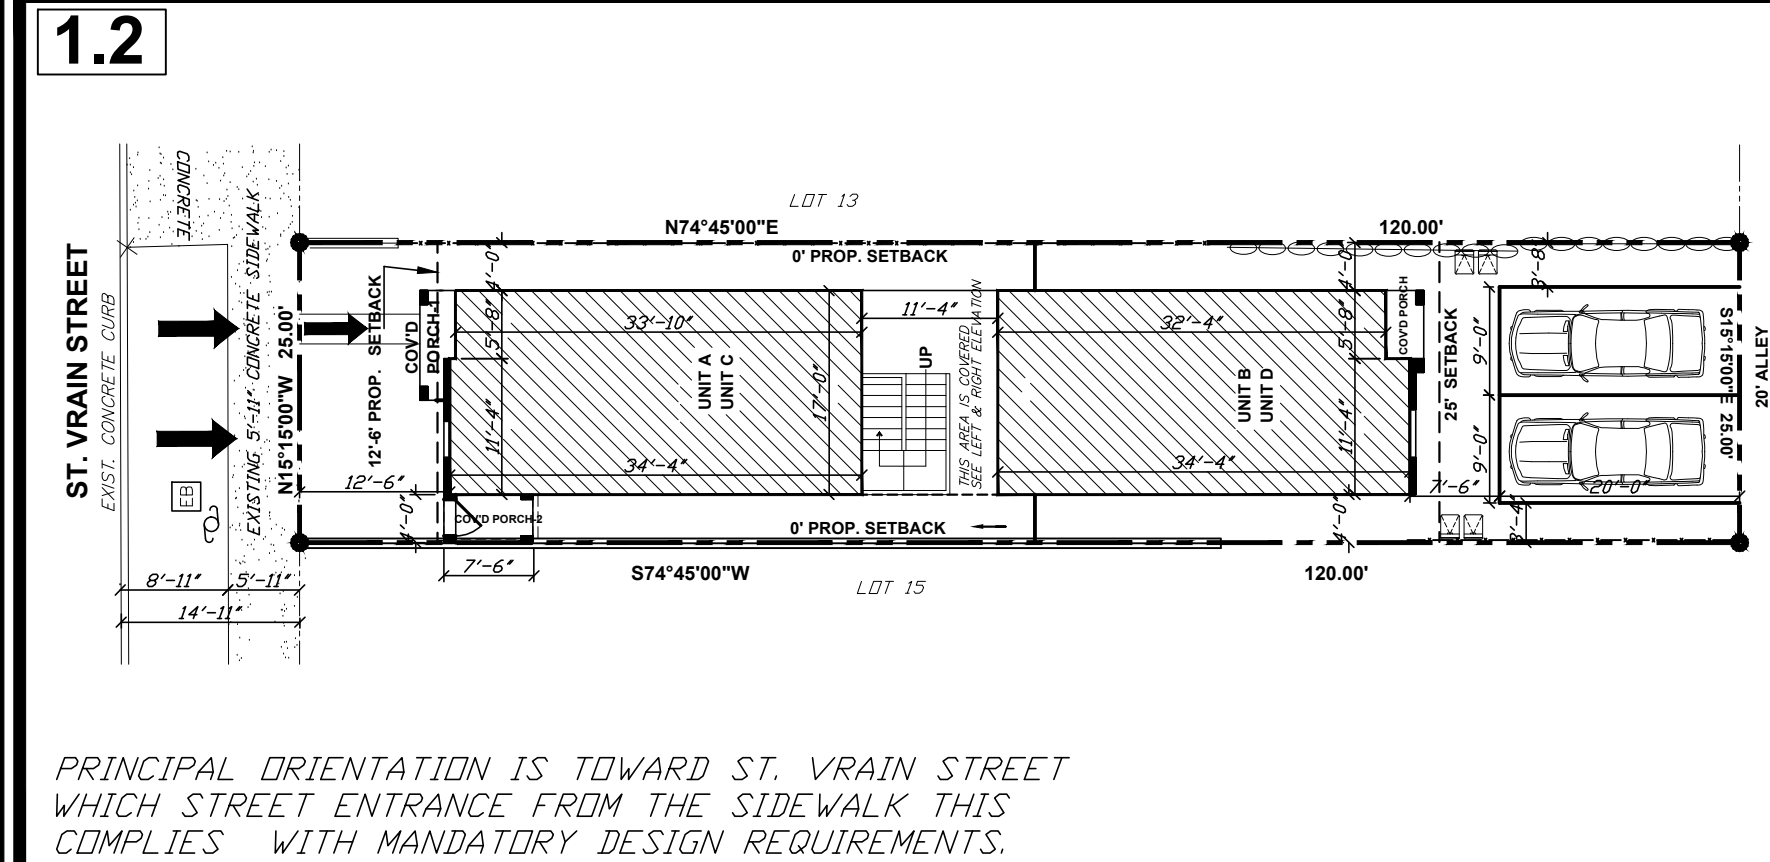 1.2
LOT 13
N74°45'00"E
120.00'
0' PROP. SETBACK
ST. VRAIN STREET
EXIST. CONCRETE CURB
CONCRETE
EXISTING 5'-11" CONCRETE SIDEWALK
N15°15'00"W 25.00'
12'-6' PROP. SETBACK
COV'D
PORCH-1
4'-0"
5'-8"
11'-4"
33'-10"
34'-4"
UNIT A
UNIT C
17'-0"
11'-4"
UP
THIS AREA IS COVERED
SEE LEFT & RIGHT ELEVATION
32'-4"
34'-4"
UNIT B
UNIT D
4'-0"
5'-8"
11'-4"
COV'D PORCH
25' SETBACK
9'-0"
9'-0"
3'-8"
S15°15'00"E 25.00'
20' ALLEY
EB
12'-6"
4'-0"
COV'D PORCH-2
0' PROP. SETBACK
4'-0"
7'-6"
20'-0"
3'-4"
8'-11"
5'-11"
14'-11"
7'-6"
S74°45'00"W
LOT 15
120.00'
PRINCIPAL ORIENTATION IS TOWARD ST. VRAIN STREET
WHICH STREET ENTRANCE FROM THE SIDEWALK THIS
COMPLIES WITH MANDATORY DESIGN REQUIREMENTS.